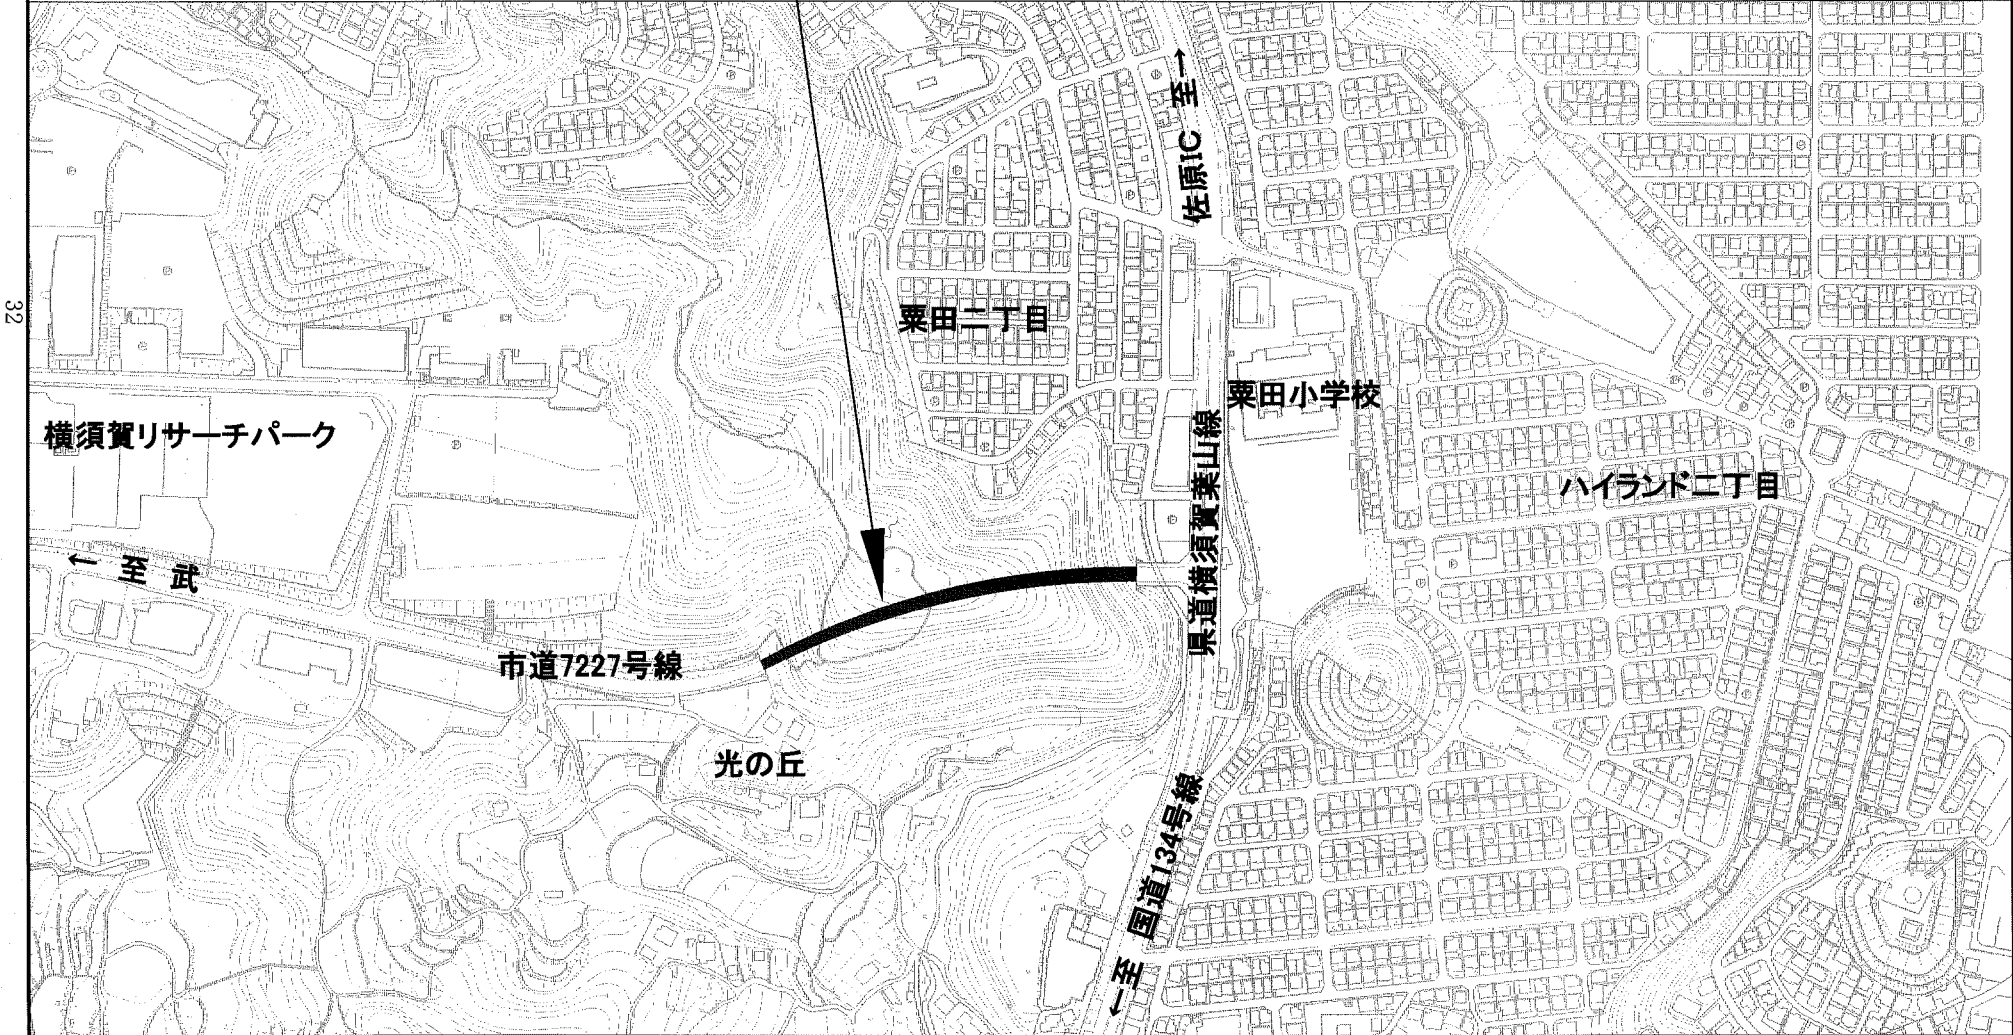 佐原IC 至→
粟田二丁目
粟田小学校
横須賀リサーチパーク
県道横須賀葉山線
ハイランド二丁目
← 至 武
市道7227号線
光の丘
←至 国道134号線
32